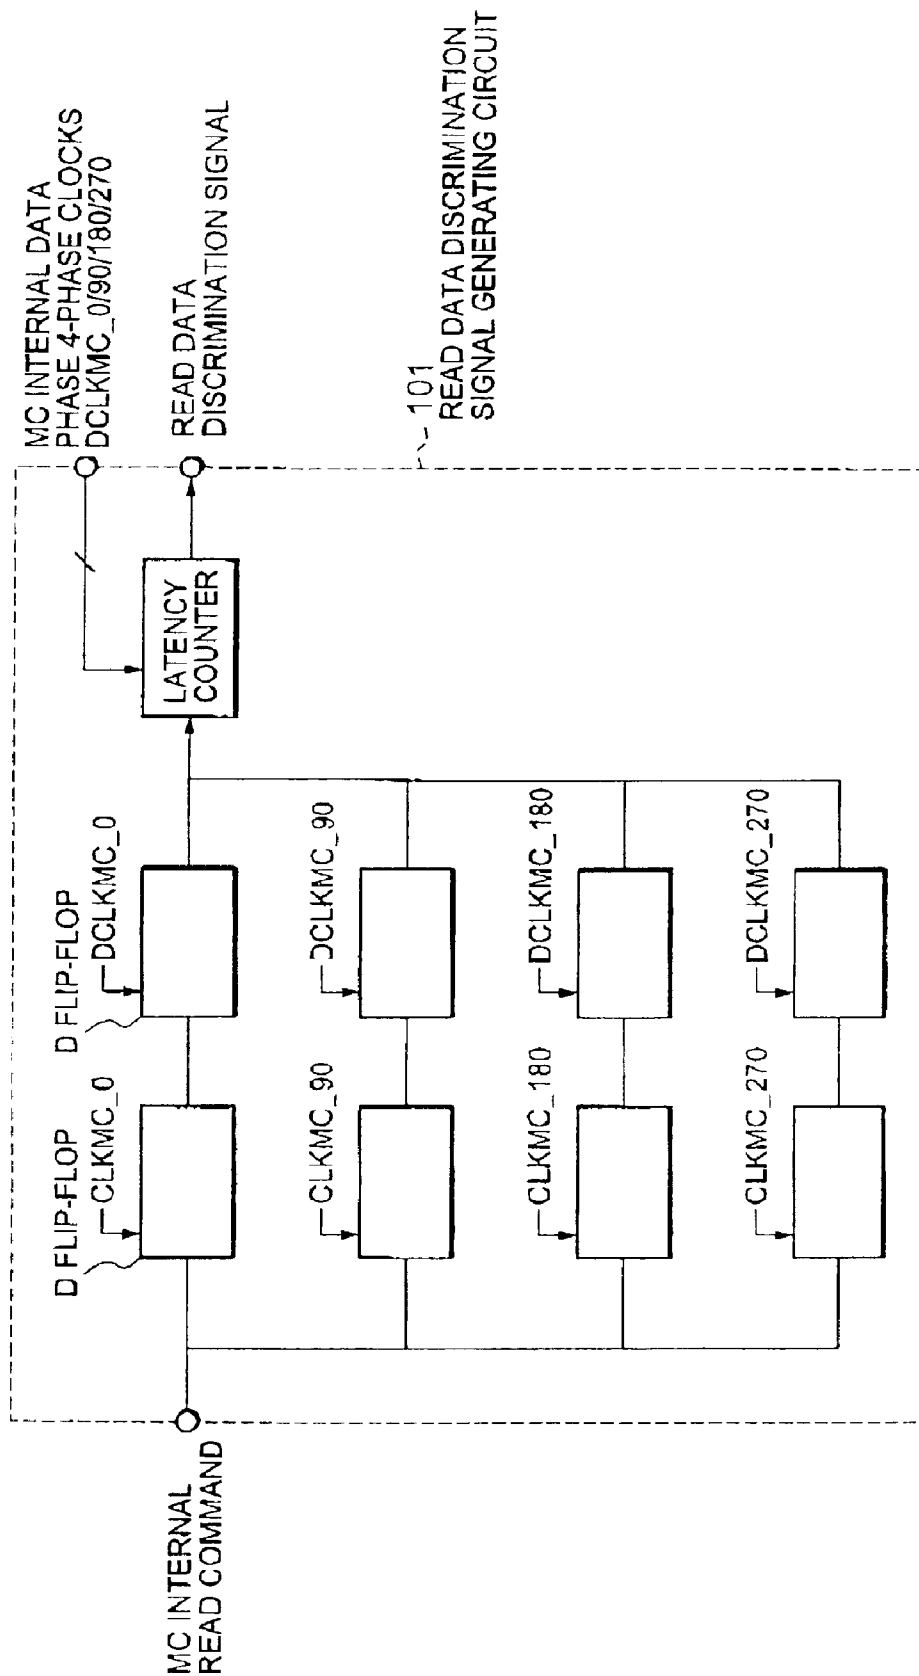 MC INTERNAL DATA
PHASE 4-PHASE CLOCKS
DCLKMC_0/90/180/270
READ DATA
DISCRIMINATION SIGNAL
101
READ DATA DISCRIMINATION
SIGNAL GENERATING CIRCUIT
LATENCY
COUNTER
D FLIP-FLOP
CLKMC_0
D FLIP-FLOP
DCLKMC_0
CLKMC_90
DCLKMC_90
CLKMC_180
DCLKMC_180
CLKMC_270
DCLKMC_270
MC INTERNAL
READ COMMAND